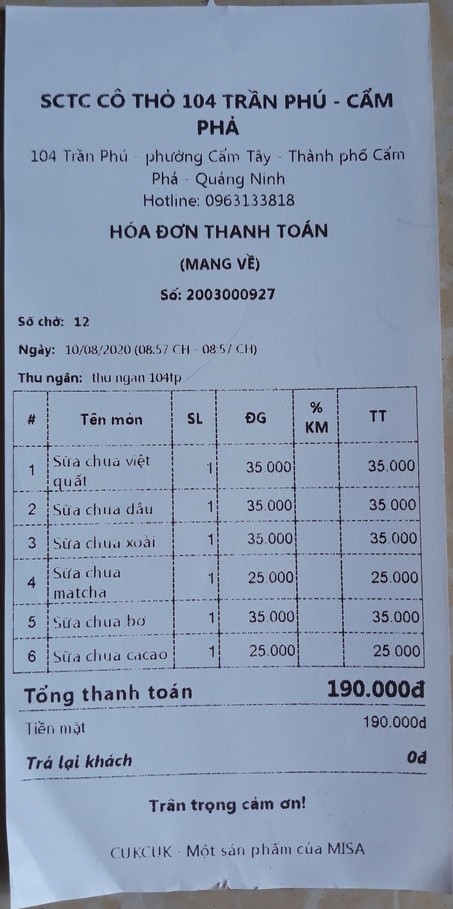 SCTC CÔ THỎ 104 TRẦN PHÚ - CẨM
PHẢ
104 Trần Phú - phường Cẩm Tây - Thành phố Cẩm
Phả - Quảng Ninh
Hotline: 0963133818
HÓA ĐƠN THANH TOÁN
(MANG VỀ)
Số: 2003000927
Số chờ: 12
Ngày: 10/08/2020 (08:57 CH - 08:57 CH)
Thu ngân: thu ngan 104tp
# Tên món SL ĐG % KM TT
1 Sữa chua việt quất 1 35.000 35.000
2 Sữa chua dâu 1 35.000 35.000
3 Sữa chua xoài 1 35.000 35.000
4 Sữa chua matcha 1 25.000 25.000
5 Sữa chua bơ 1 35.000 35.000
6 Sữa chua cacao 1 25.000 25.000
Tổng thanh toán 190.000đ
Tiền mặt 190.000đ
Trả lại khách 0đ
Trân trọng cảm ơn!
CUKCUK - Một sản phẩm của MISA